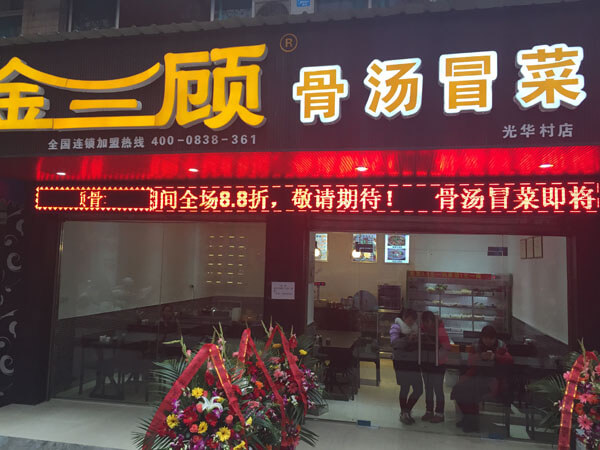 金三顾® 骨汤冒菜
全国连锁加盟热线 400-0838-361
光华村店
间全场8.8折，敬请期待！ 骨汤冒菜即将